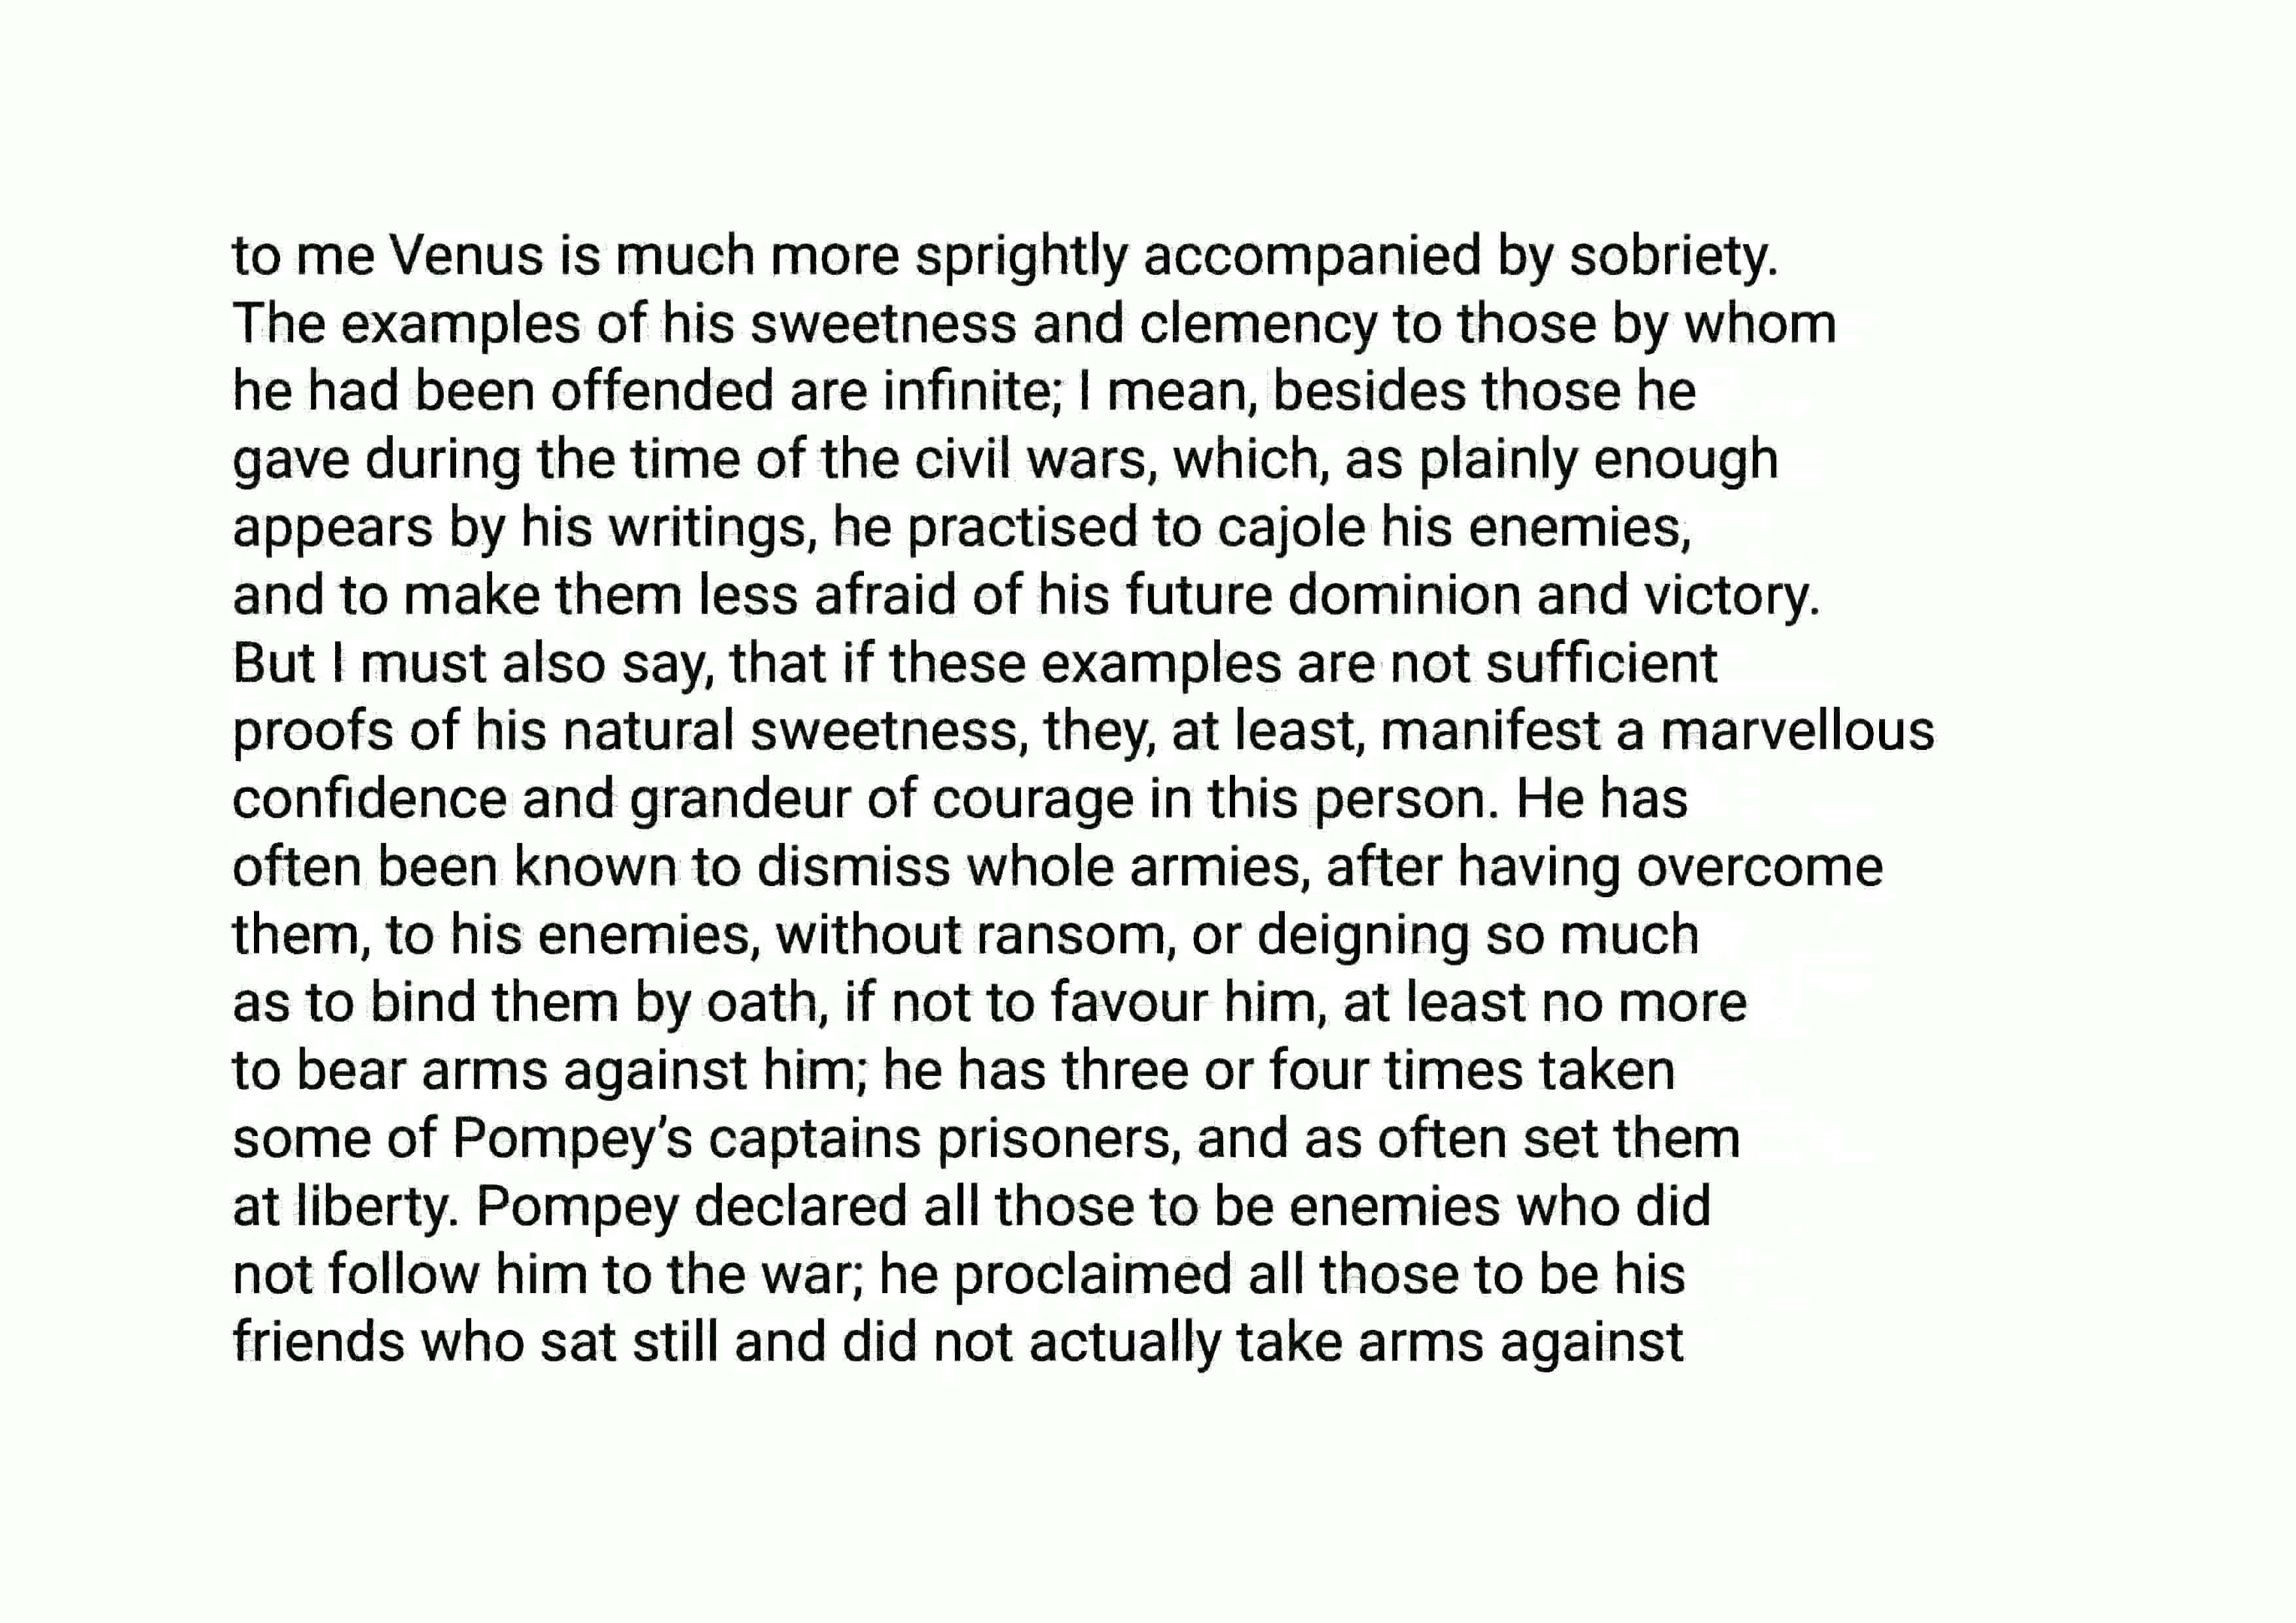 to me Venus is much more sprightly accompanied by sobriety.
The examples of his sweetness and clemency to those by whom
he had been offended are infinite; I mean, besides those he
gave during the time of the civil wars, which, as plainly enough
appears by his writings, he practised to cajole his enemies,
and to make them less afraid of his future dominion and victory.
But I must also say, that if these examples are not sufficient
proofs of his natural sweetness, they, at least, manifest a marvellous
confidence and grandeur of courage in this person. He has
often been known to dismiss whole armies, after having overcome
them, to his enemies, without ransom, or deigning so much
as to bind them by oath, if not to favour him, at least no more
to bear arms against him; he has three or four times taken
some of Pompey’s captains prisoners, and as often set them
at liberty. Pompey declared all those to be enemies who did
not follow him to the war; he proclaimed all those to be his
friends who sat still and did not actually take arms against